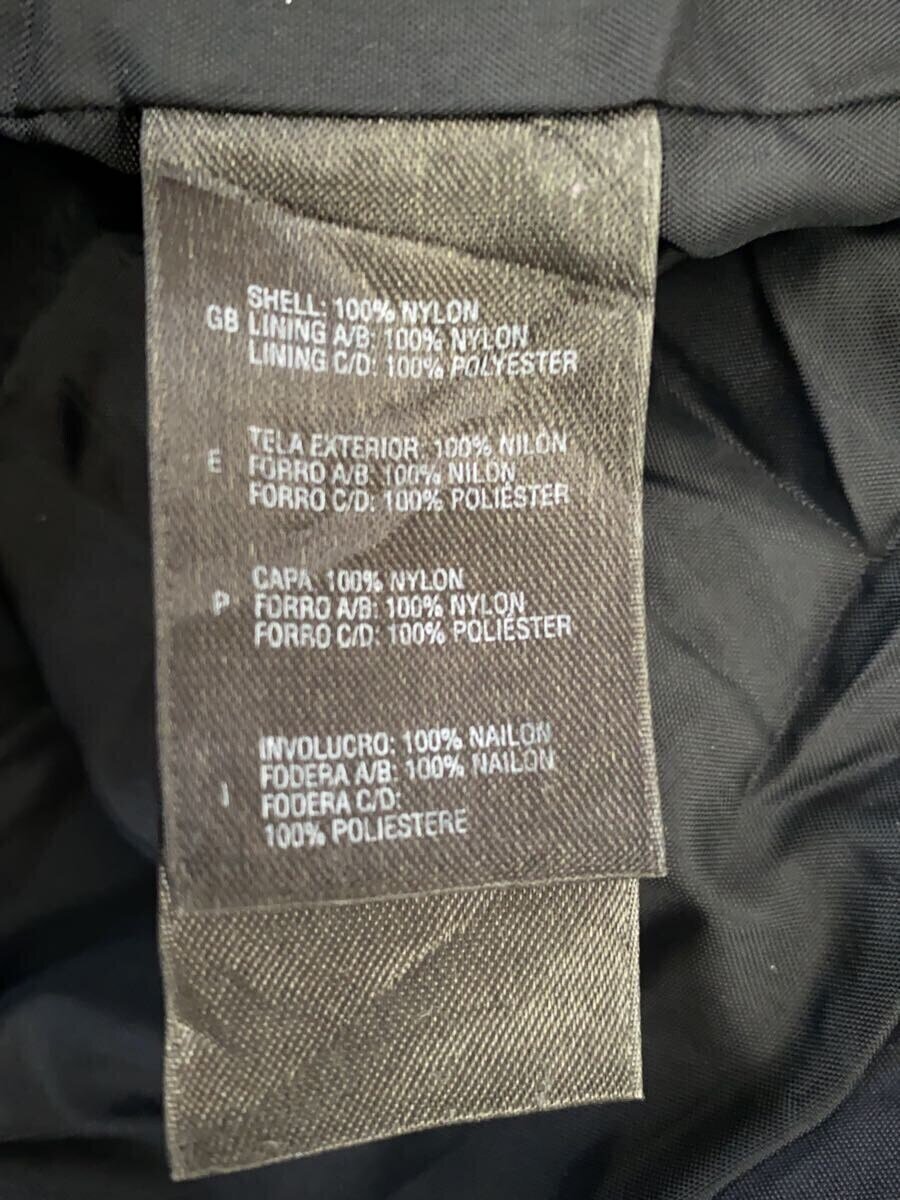 SHELL: 100% NYLON
GB LINING A/B: 100% NYLON
LINING C/D: 100% POLYESTER
TELA EXTERIOR: 100% NILON
E FORRO A/B: 100% NILON
FORRO C/D: 100% POLIÉSTER
CAPA: 100% NYLON
P FORRO A/B: 100% NYLON
FORRO C/D: 100% POLIÉSTER
INVOLUCRO: 100% NAILON
FODERA A/B: 100% NAILON
I FODERA C/D:
100% POLIESTERE